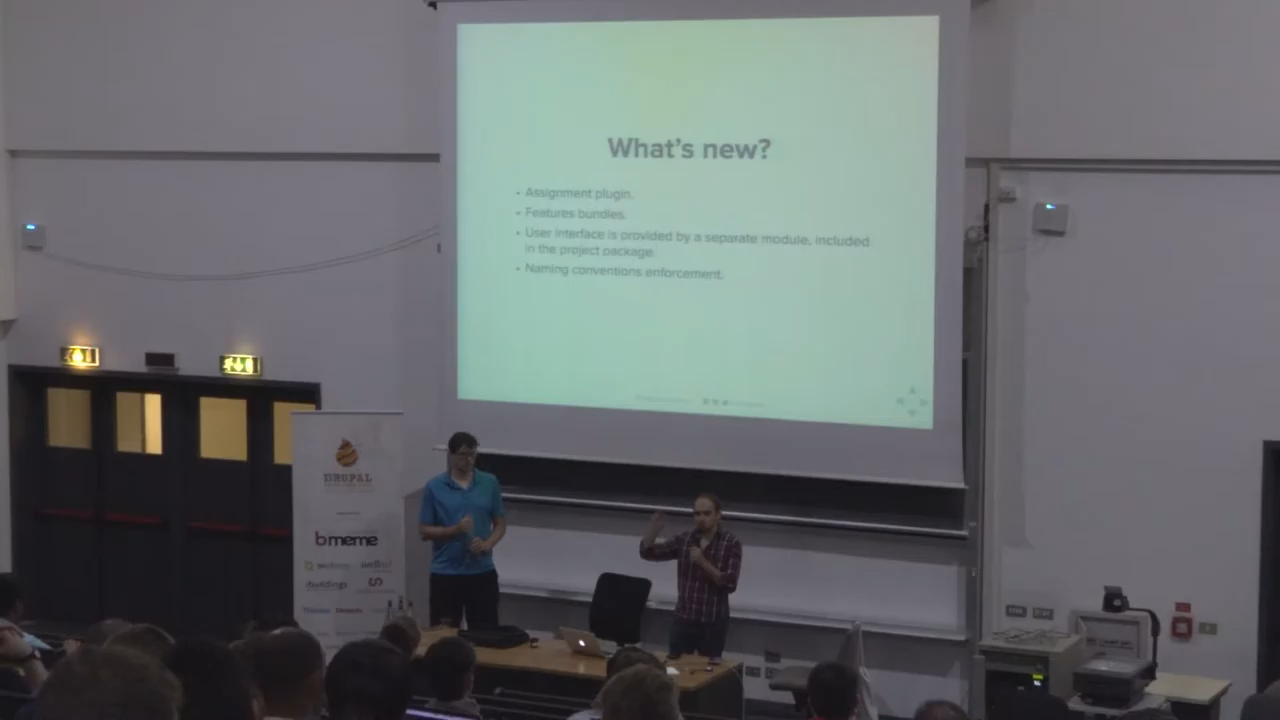 What's new?
• Assignment plugin.
• Features bundles.
• User interface is provided by a separate module, included
in the project package.
• Naming conventions enforcement.
DRUPAL
bmeme
ibuildings